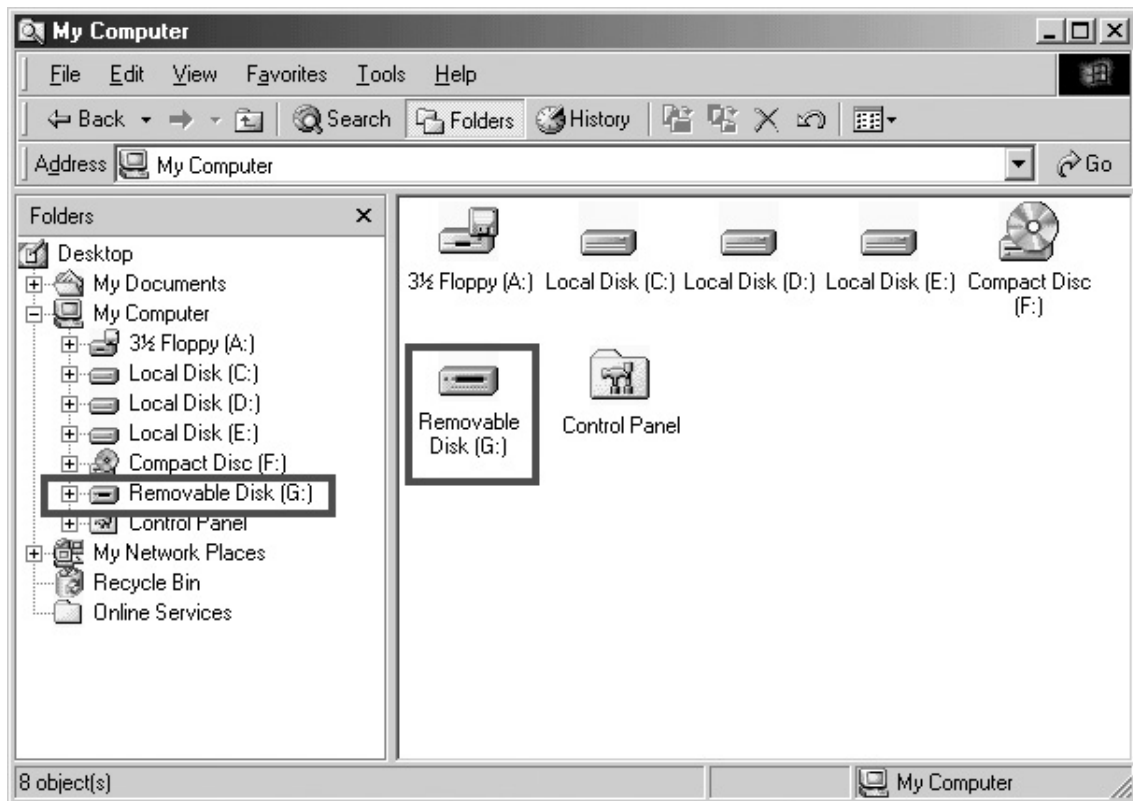 My Computer
File Edit View Favorites Tools Help
Back Search Folders History
Address My Computer Go
Folders
Desktop
My Documents
My Computer
3½ Floppy (A:)
Local Disk (C:)
Local Disk (D:)
Local Disk (E:)
Compact Disc (F:)
Removable Disk (G:)
Control Panel
My Network Places
Recycle Bin
Online Services
3½ Floppy (A:) Local Disk (C:) Local Disk (D:) Local Disk (E:) Compact Disc
(F:)
Removable
Disk (G:)
Control Panel
8 object(s) My Computer